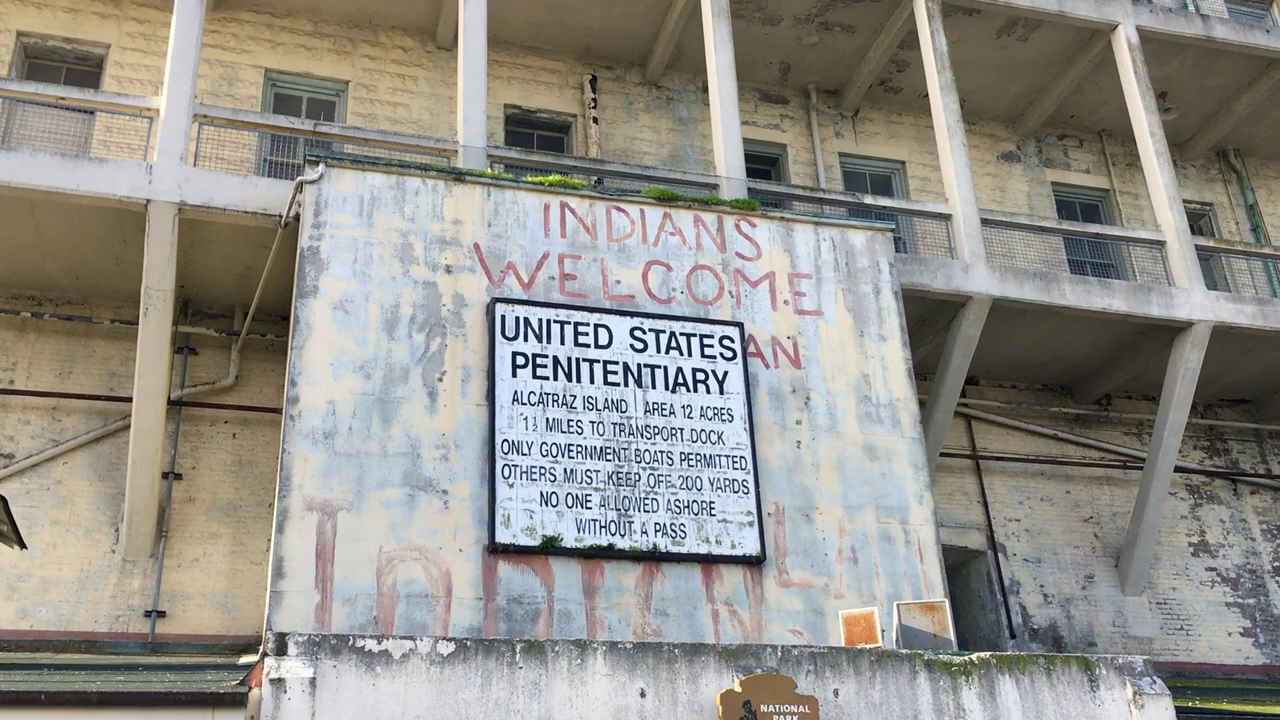 INDIANS
WELCOME
AN
UNITED STATES
PENITENTIARY
ALCATRAZ ISLAND AREA 12 ACRES
1½ MILES TO TRANSPORT DOCK
ONLY GOVERNMENT BOATS PERMITTED
OTHERS MUST KEEP OFF 200 YARDS
NO ONE ALLOWED ASHORE
WITHOUT A PASS
NATIONAL
PARK